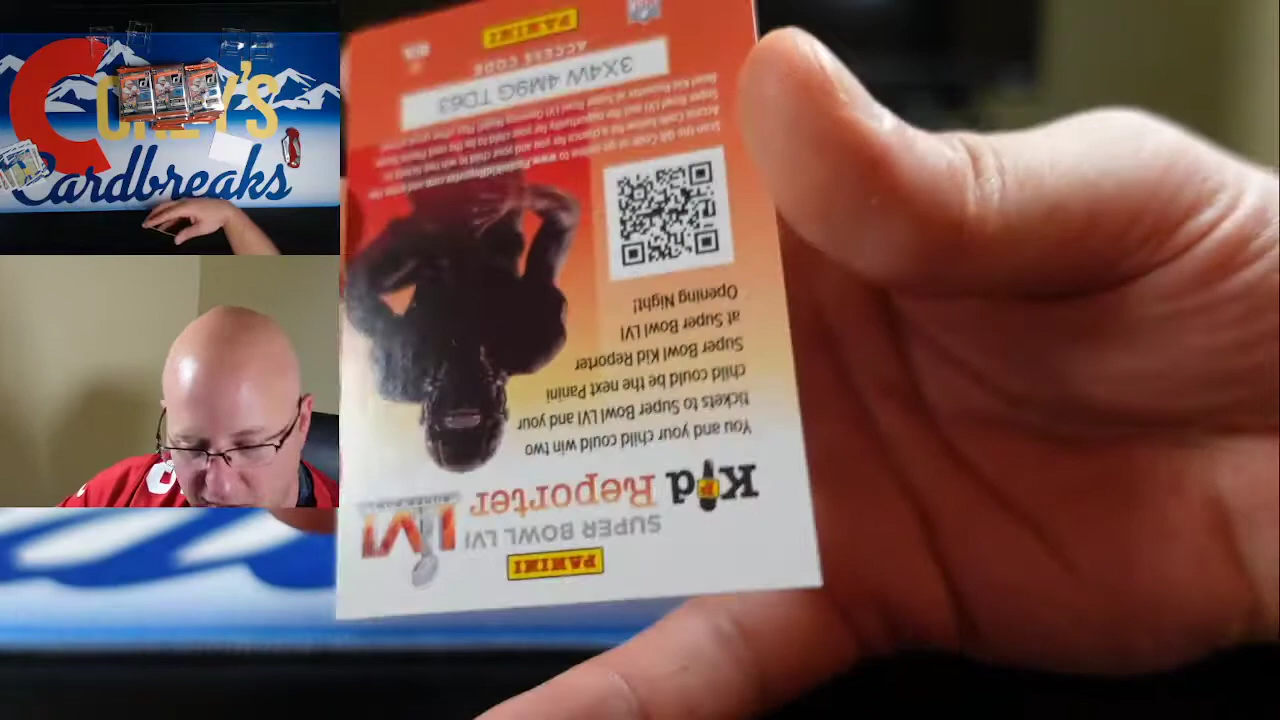 COREY'S
Cardbreaks
PANINI
SUPER BOWL LVI
Kid Reporter
LVI
You and your child could win two
tickets to Super Bowl LVI and your
child could be the next Panini
Super Bowl Kid Reporter
at Super Bowl LVI
Opening Night!
ACCESS CODE
3X4W 4M9G TD63
PANINI
NFL